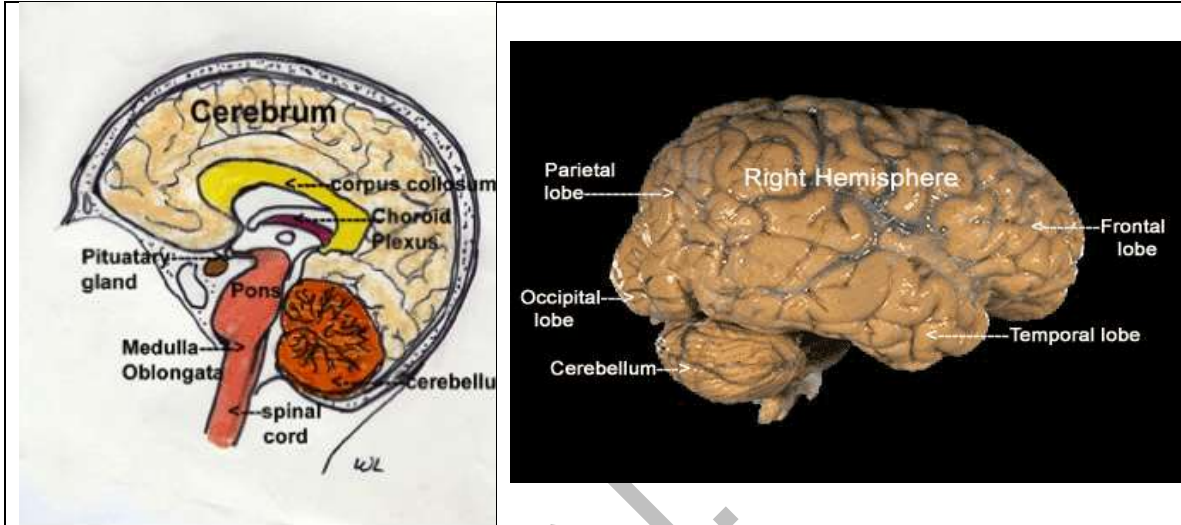 Cerebrum
corpus collosum
Choroid
Plexus
Pituatary
gland
Pons
Medulla
Oblongata
cerebellu
spinal
cord
WL
Right Hemisphere
Parietal
lobe
Frontal
lobe
Occipital
lobe
Temporal lobe
Cerebellum